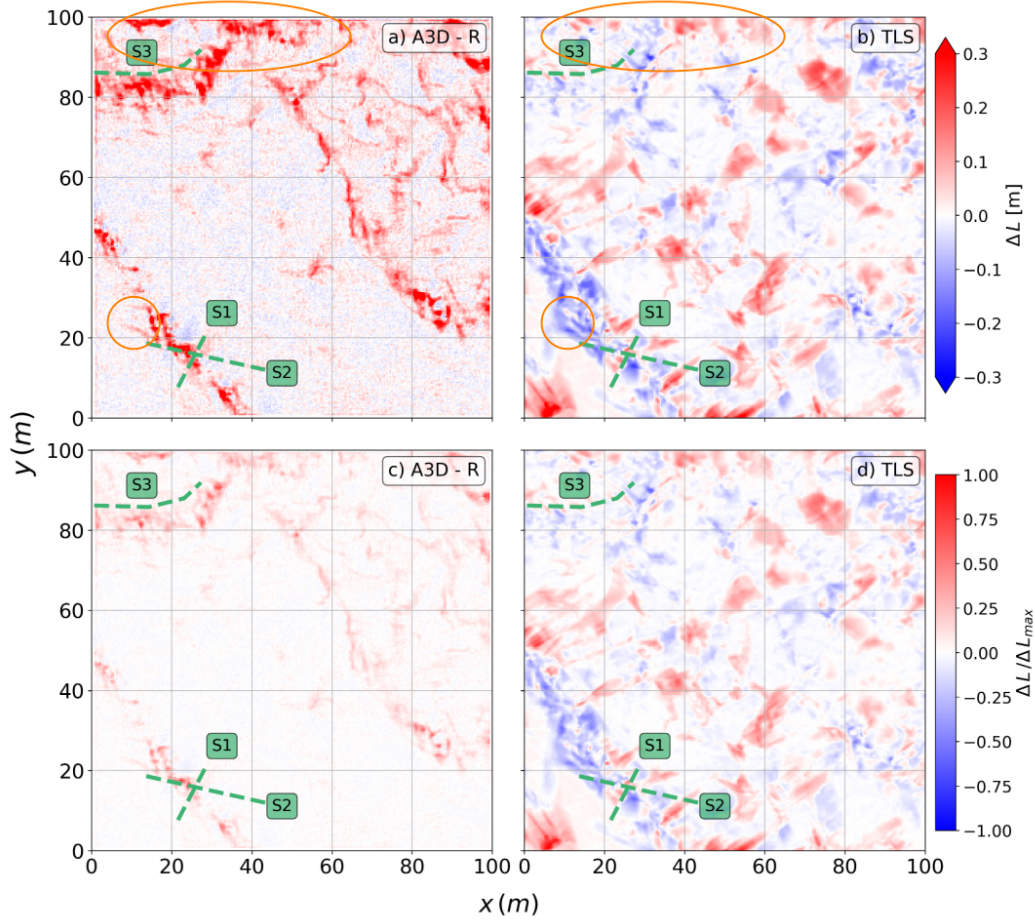 100
80
60
40
20
0
a) A3D - R
S3
S1
S2
b) TLS
S3
S1
S2
0.3
0.2
0.1
0.0
−0.1
−0.2
−0.3
Δ L [m]
y (m)
100
80
60
40
20
0
0 20 40 60 80 100
c) A3D - R
S3
S1
S2
d) TLS
S3
S1
S2
0 20 40 60 80 100
1.00
0.75
0.50
0.25
0.00
−0.25
−0.50
−0.75
−1.00
Δ L / Δ Lmax
x (m)